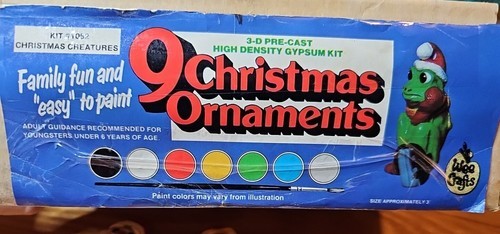 KIT #1052
CHRISTMAS CREATURES
3-D PRE-CAST
HIGH DENSITY GYPSUM KIT
Family fun and
"easy" to paint
9 Christmas
Ornaments
ADULT GUIDANCE RECOMMENDED FOR
YOUNGSTERS UNDER 6 YEARS OF AGE
Paint colors may vary from illustration
Wee
Crafts
SIZE APPROXIMATELY 2"